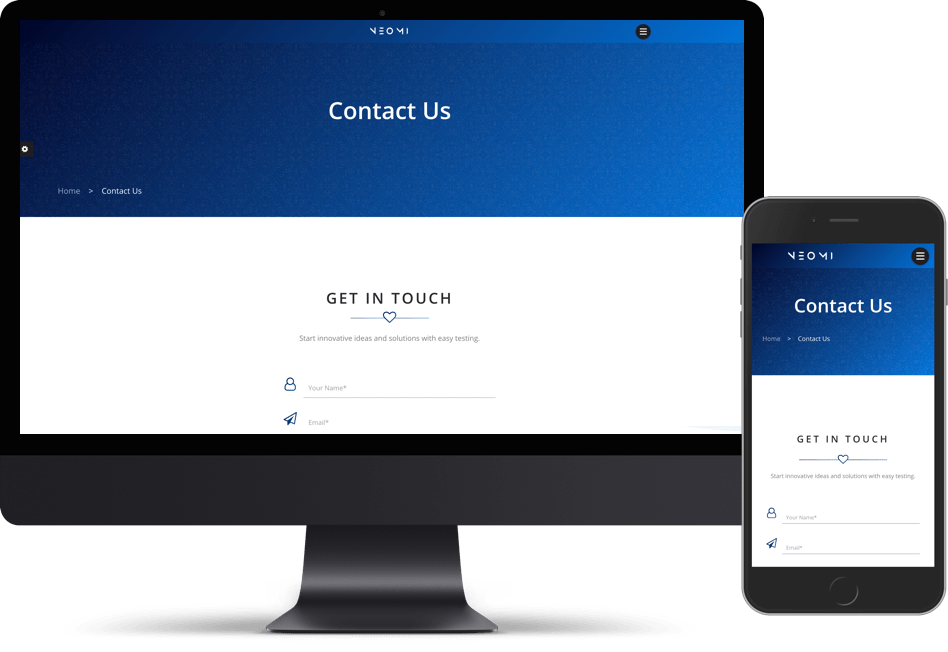 NEOMI
Contact Us
Home > Contact Us
GET IN TOUCH
Start innovative ideas and solutions with easy testing.
Your Name*
Email*
NEOMI
Contact Us
Home > Contact Us
GET IN TOUCH
Start innovative ideas and solutions with easy testing.
Your Name*
Email*